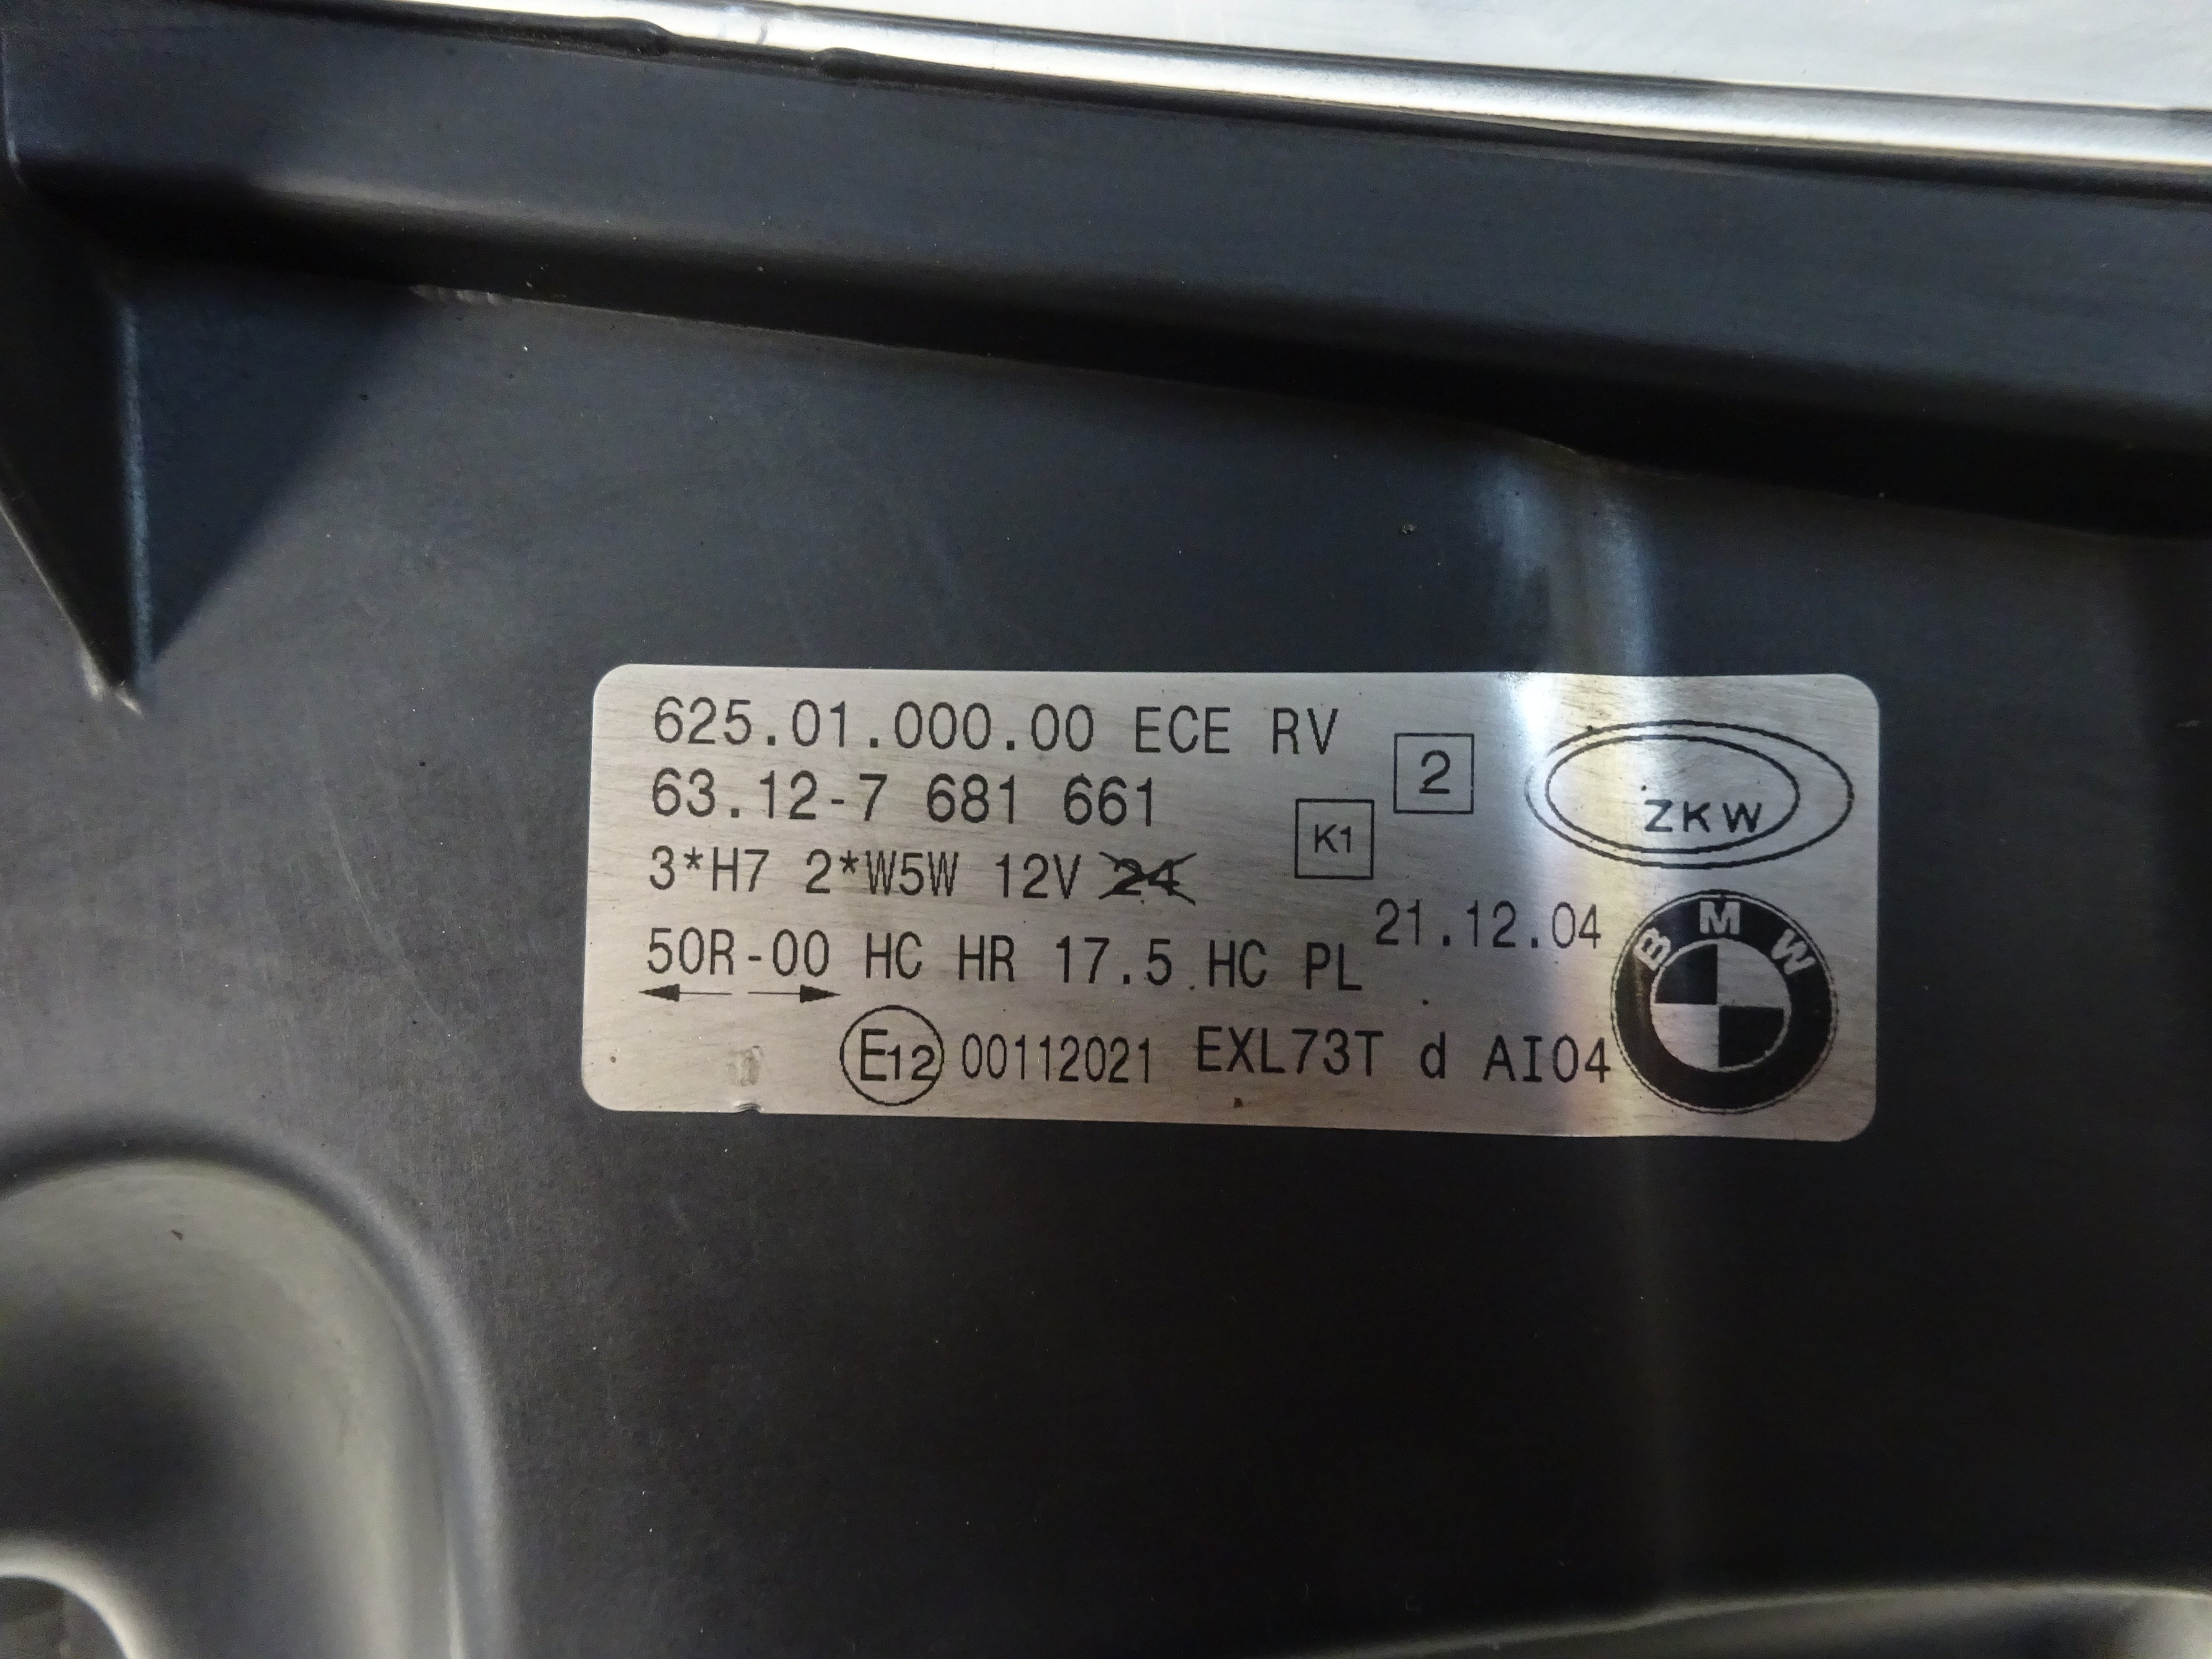 625.01.000.00 ECE RV
2
63.12-7 681 661
K1
ZKW
3*H7 2*W5W 12V 24
21.12.04
50R-00 HC HR 17.5 HC PL
BMW
E12 00112021 EXL73T d AI04